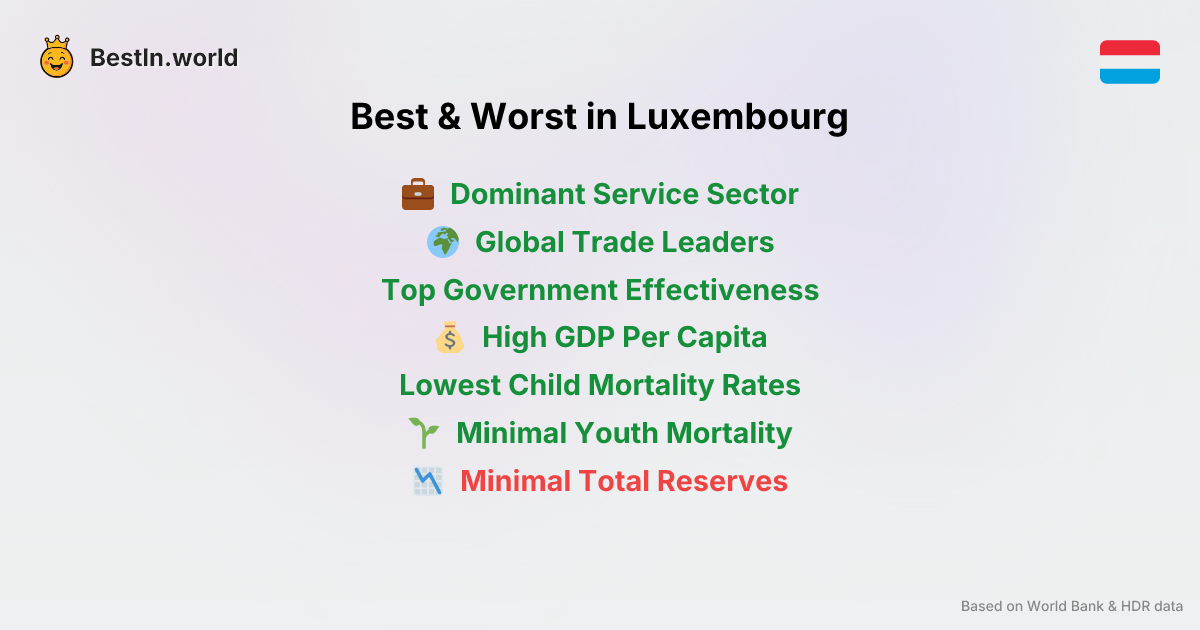 BestIn.world
Best & Worst in Luxembourg
Dominant Service Sector
Global Trade Leaders
Top Government Effectiveness
High GDP Per Capita
Lowest Child Mortality Rates
Minimal Youth Mortality
Minimal Total Reserves
Based on World Bank & HDR data